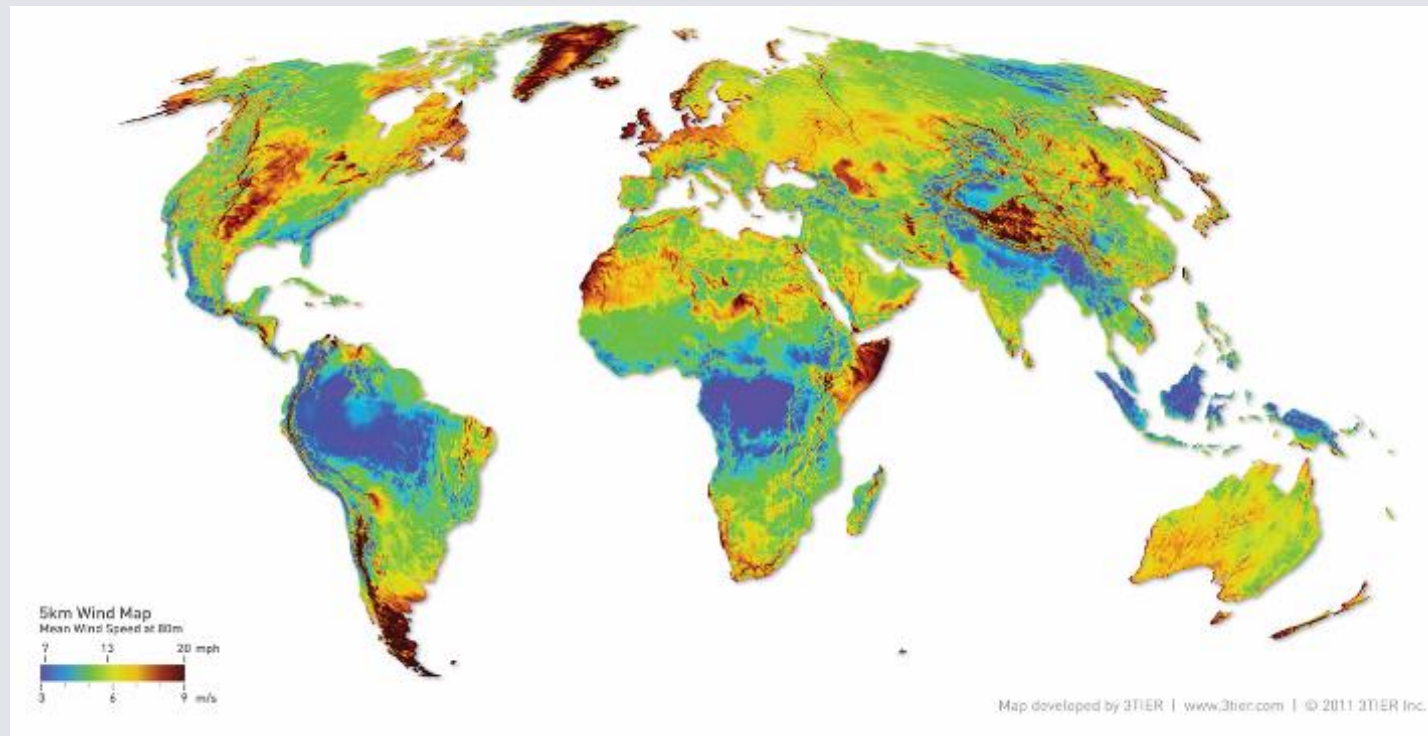 5km Wind Map
Mean Wind Speed at 80m
7 13 20 mph
3 6 9 m/s
Map developed by 3TIER | www.3tier.com | © 2011 3TIER Inc.